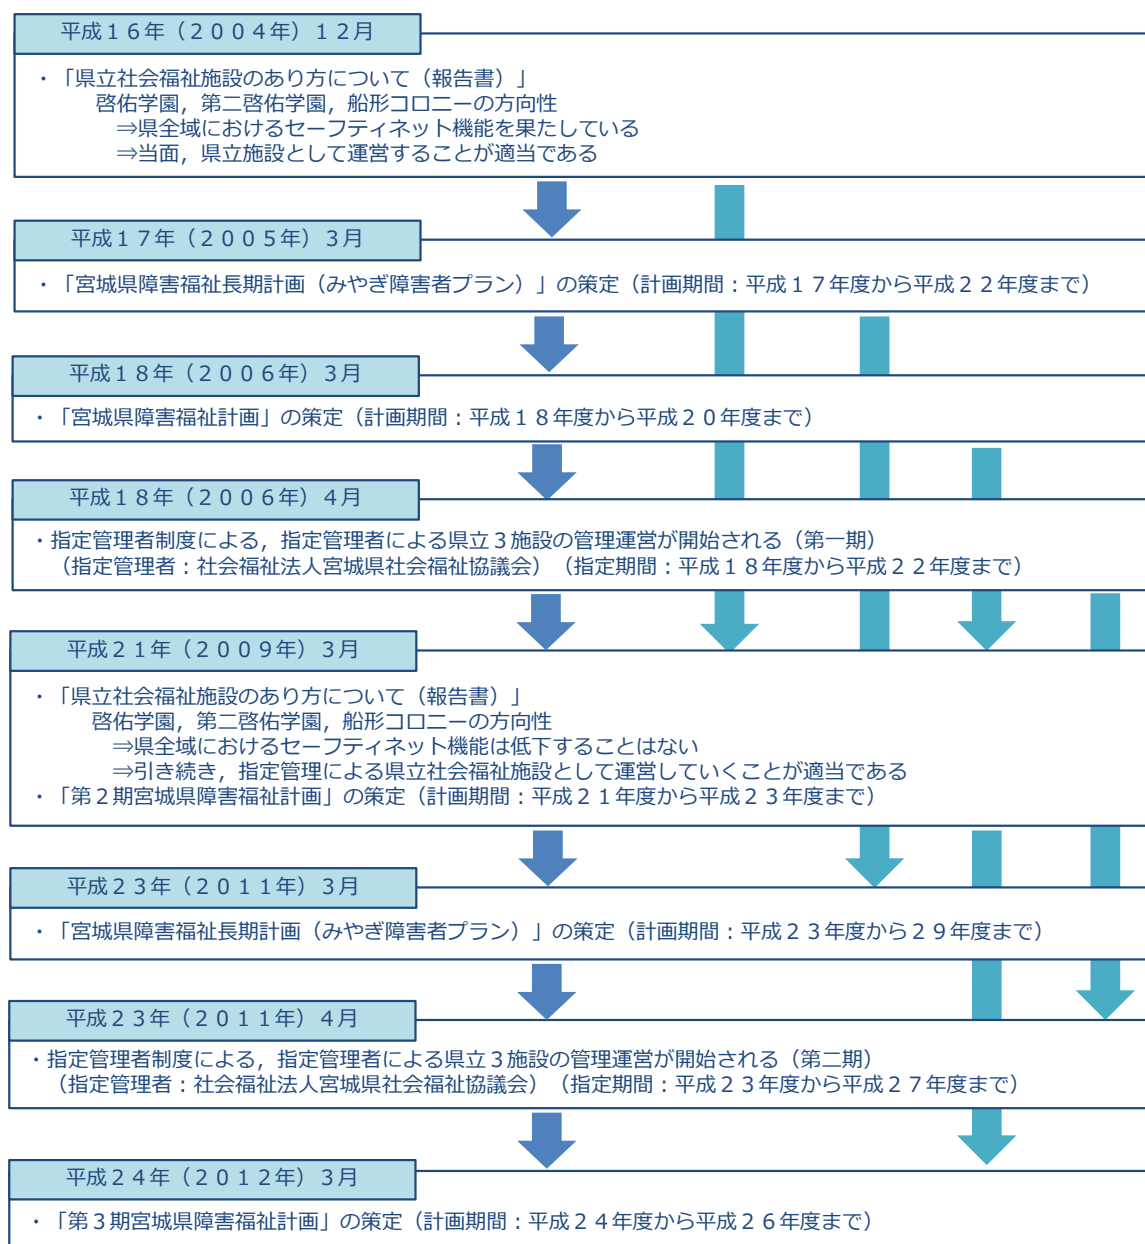 平成１６年（２００４年）１２月
・「県立社会福祉施設のあり方について（報告書）」
啓佑学園，第二啓佑学園，船形コロニーの方向性
⇒県全域におけるセーフティネット機能を果たしている
⇒当面，県立施設として運営することが適当である
平成１７年（２００５年）３月
・「宮城県障害福祉長期計画（みやぎ障害者プラン）」の策定（計画期間：平成１７年度から平成２２年度まで）
平成１８年（２００６年）３月
・「宮城県障害福祉計画」の策定（計画期間：平成１８年度から平成２０年度まで）
平成１８年（２００６年）４月
・指定管理者制度による，指定管理者による県立３施設の管理運営が開始される（第一期）
（指定管理者：社会福祉法人宮城県社会福祉協議会）（指定期間：平成１８年度から平成２２年度まで）
平成２１年（２００９年）３月
・「県立社会福祉施設のあり方について（報告書）」
啓佑学園，第二啓佑学園，船形コロニーの方向性
⇒県全域におけるセーフティネット機能は低下することはない
⇒引き続き，指定管理による県立社会福祉施設として運営していくことが適当である
・「第２期宮城県障害福祉計画」の策定（計画期間：平成２１年度から平成２３年度まで）
平成２３年（２０１１年）３月
・「宮城県障害福祉長期計画（みやぎ障害者プラン）」の策定（計画期間：平成２３年度から２９年度まで）
平成２３年（２０１１年）４月
・指定管理者制度による，指定管理者による県立３施設の管理運営が開始される（第二期）
（指定管理者：社会福祉法人宮城県社会福祉協議会）（指定期間：平成２３年度から平成２７年度まで）
平成２４年（２０１２年）３月
・「第３期宮城県障害福祉計画」の策定（計画期間：平成２４年度から平成２６年度まで）